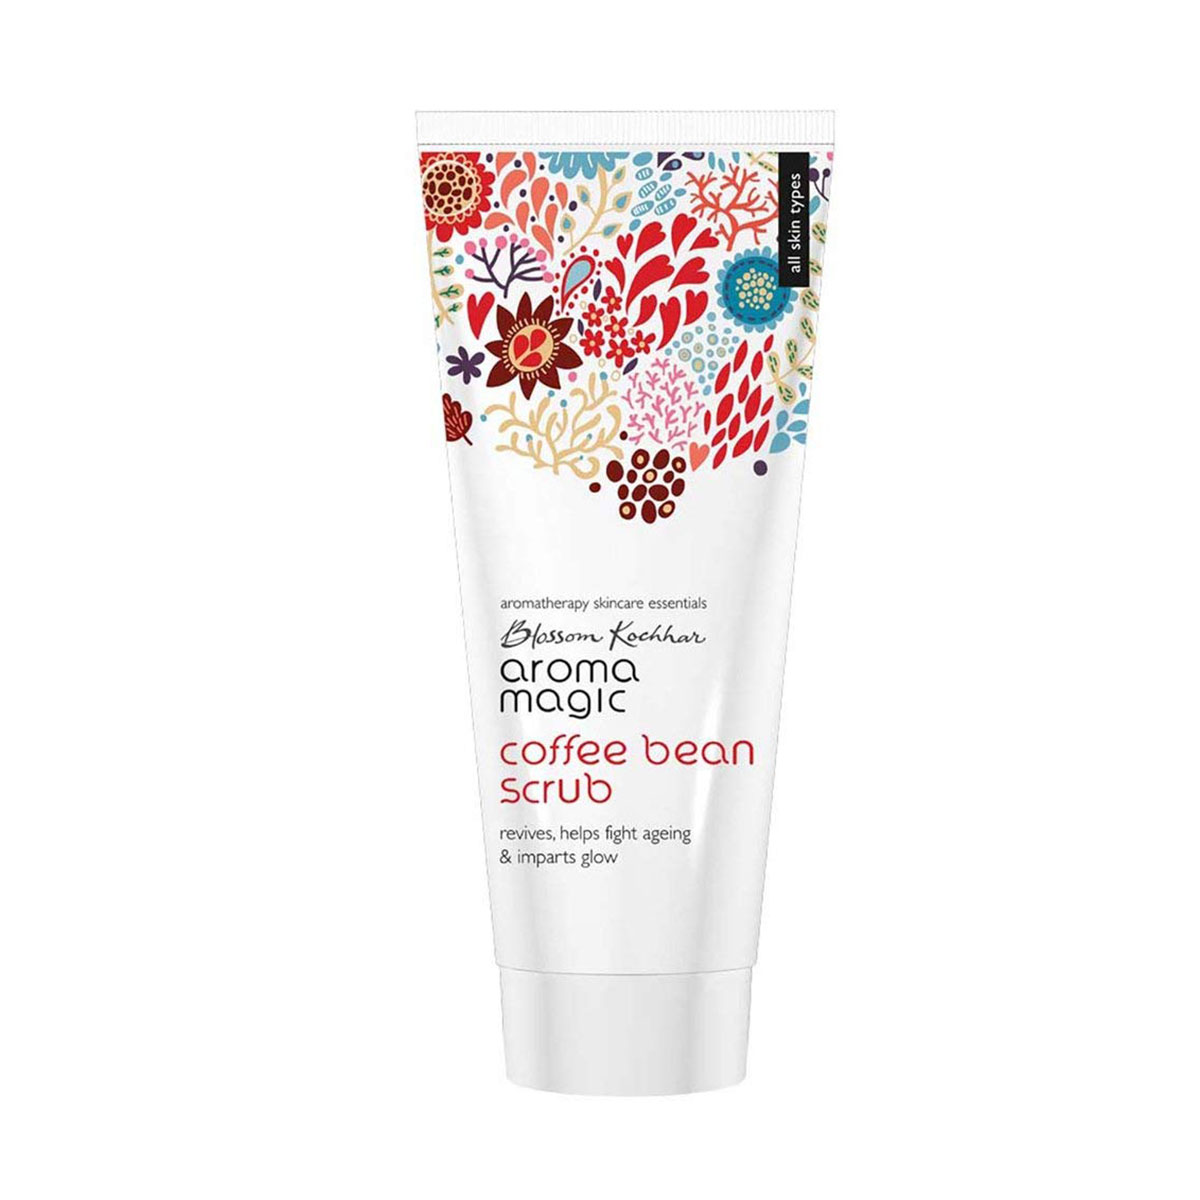 all skin types
aromatherapy skincare essentials
Blossom Kochhar
aroma
magic
coffee bean
scrub
revives, helps fight ageing
& imparts glow